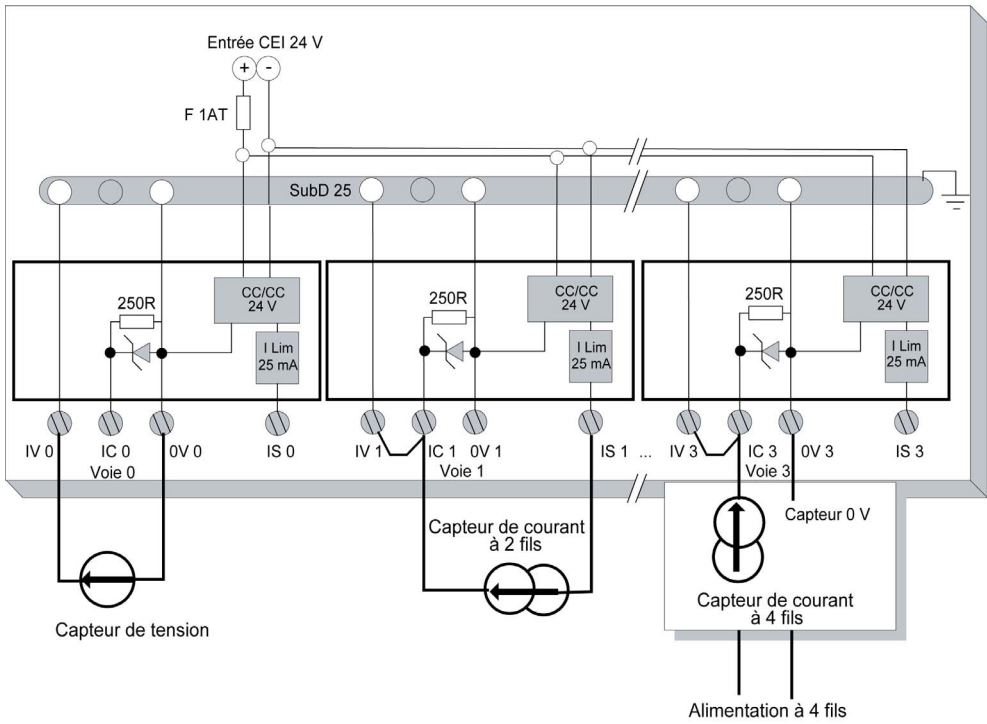 Entrée CEI 24 V
+ -
F 1AT
SubD 25
250R
CC/CC
24 V
I Lim
25 mA
250R
CC/CC
24 V
I Lim
25 mA
250R
CC/CC
24 V
I Lim
25 mA
IV 0 IC 0 0V 0 IS 0
Voie 0
IV 1 IC 1 0V 1 IS 1 ...
Voie 1
IV 3 IC 3 0V 3 IS 3
Voie 3
Capteur de tension
Capteur de courant
à 2 fils
Capteur 0 V
Capteur de courant
à 4 fils
Alimentation à 4 fils